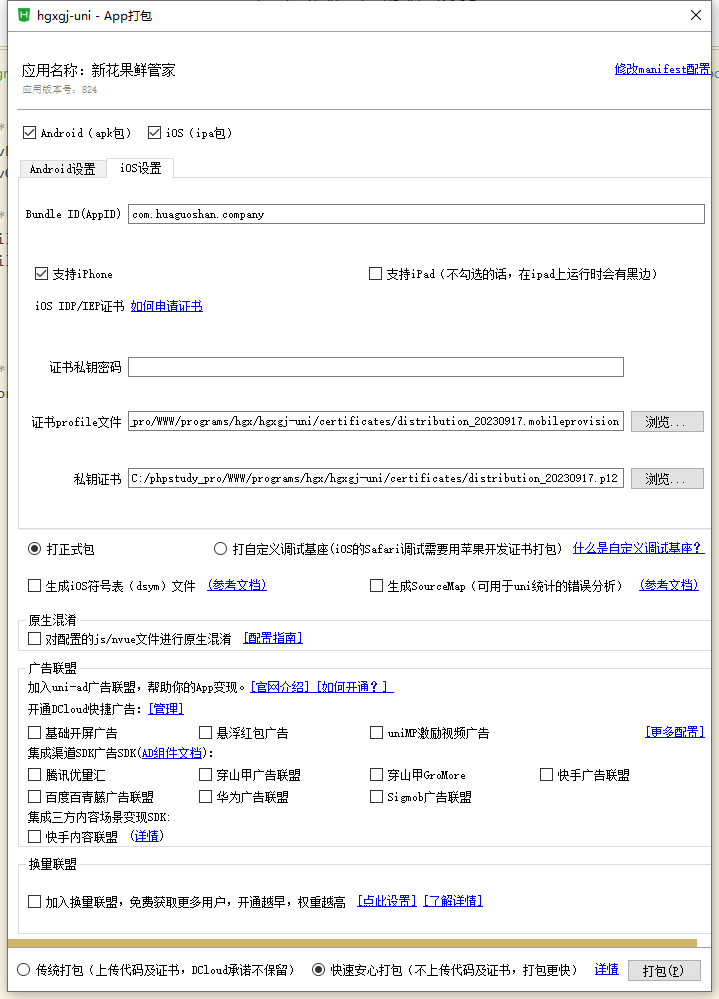 hgxgj-uni - App打包
应用名称：新花果鲜管家
修改manifest配置
应用版本号：824
Android（apk包）
iOS（ipa包）
Android设置
iOS设置
Bundle ID(AppID)
com.huaguoshan.company
支持iPhone
支持iPad（不勾选的话，在ipad上运行时会有黑边）
iOS IDP/IEP证书 如何申请证书
证书私钥密码
证书profile文件
_pro/WWW/programs/hgx/hgxgj-uni/certificates/distribution_20230917.mobileprovision
浏览...
私钥证书
C:/phpstudy_pro/WWW/programs/hgx/hgxgj-uni/certificates/distribution_20230917.p12
浏览...
打正式包
打自定义调试基座(iOS的Safari调试需要用苹果开发证书打包)
什么是自定义调试基座？
生成iOS符号表（dsym）文件 (参考文档)
生成SourceMap（可用于uni统计的错误分析） (参考文档)
原生混淆
对配置的js/nvue文件进行原生混淆 [配置指南]
广告联盟
加入uni-ad广告联盟，帮助你的App变现。[官网介绍] [如何开通？]
开通DCloud快捷广告：[管理]
基础开屏广告
悬浮红包广告
uniMP激励视频广告
[更多配置]
集成渠道SDK广告SDK(AD组件文档)：
腾讯优量汇
穿山甲广告联盟
穿山甲GroMore
快手广告联盟
百度百青藤广告联盟
华为广告联盟
Sigmob广告联盟
集成三方内容场景变现SDK:
快手内容联盟 （详情）
换量联盟
加入换量联盟，免费获取更多用户，开通越早，权重越高 [点此设置] [了解详情]
传统打包（上传代码及证书，DCloud承诺不保留）
快速安心打包（不上传代码及证书，打包更快）
详情
打包(P)